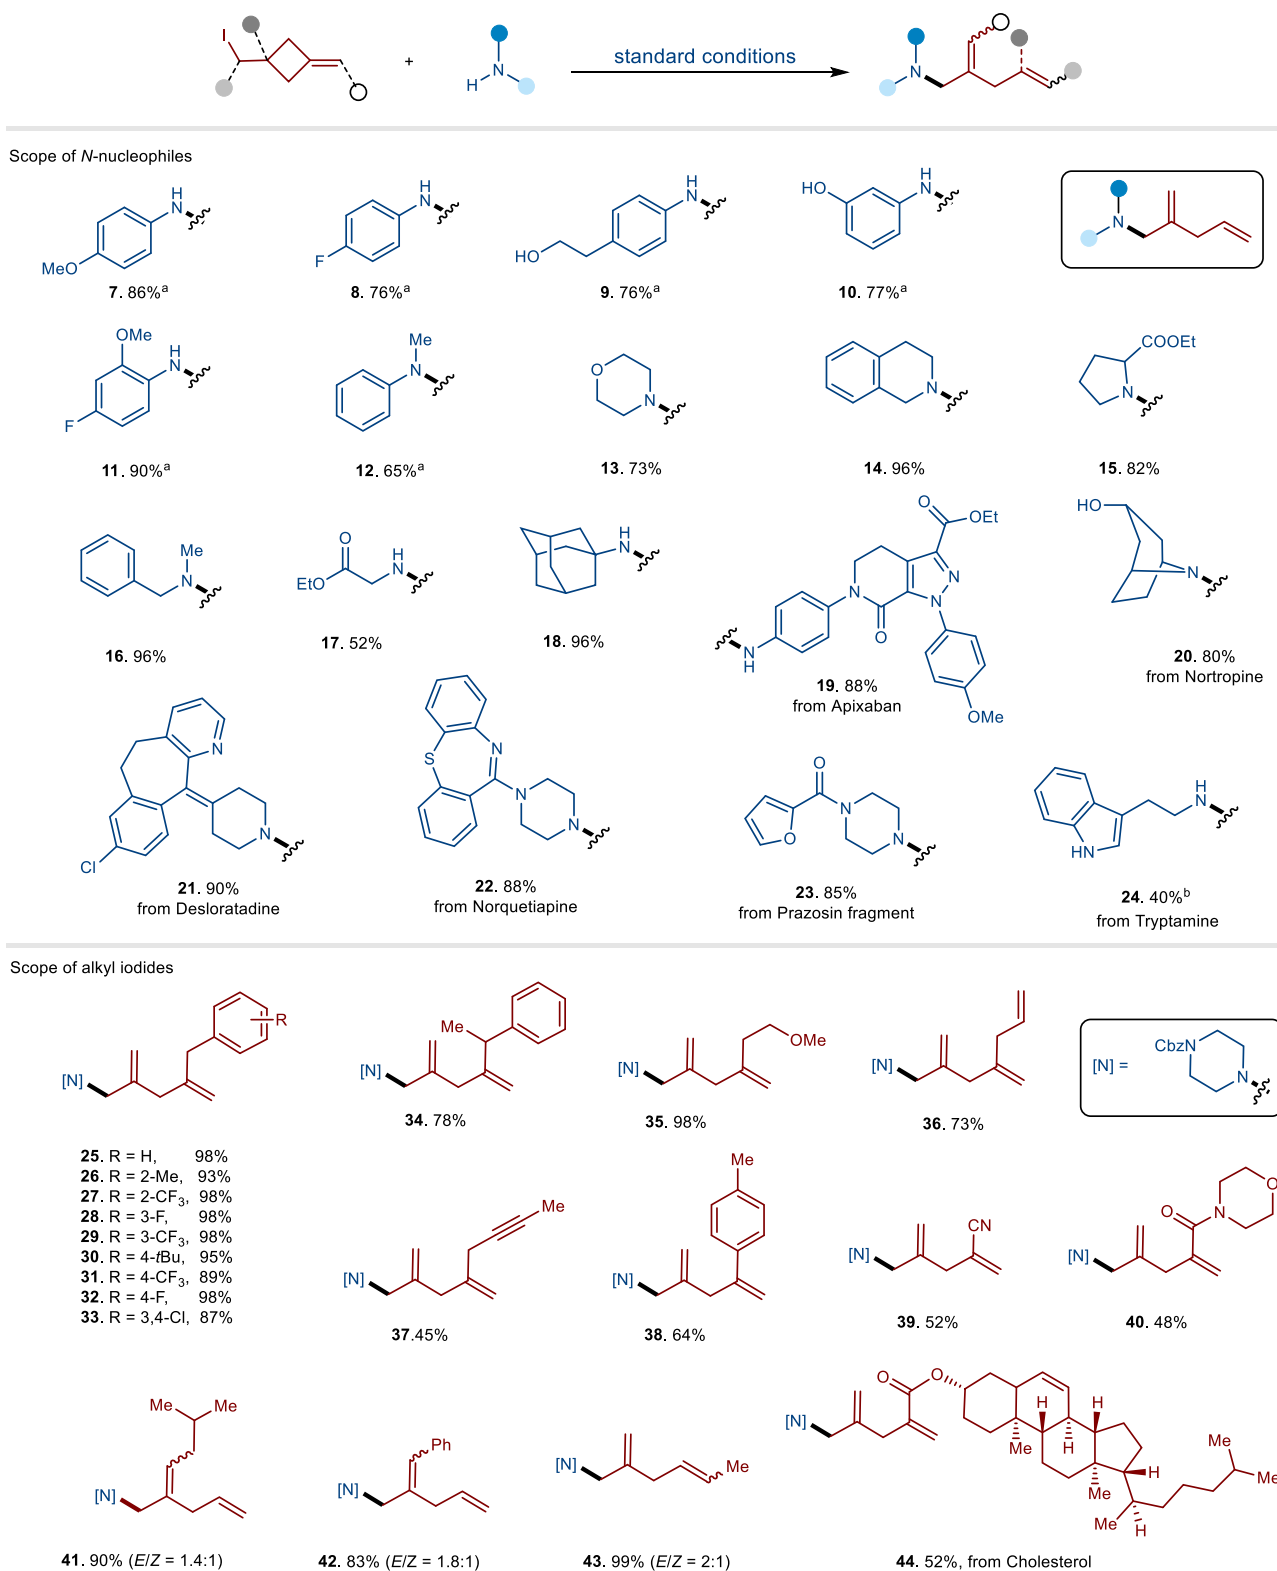 I
+
H
N
standard conditions
N
Scope of N-nucleophiles
H
N
MeO
7. 86%a
H
N
F
8. 76%a
H
N
HO
9. 76%a
HO
H
N
10. 77%a
N
OMe
H
N
F
11. 90%a
Me
N
12. 65%a
O
N
13. 73%
N
14. 96%
COOEt
N
15. 82%
Me
N
16. 96%
O
EtO
H
N
17. 52%
H
N
18. 96%
O
OEt
N
N
N
O
N
H
OMe
19. 88%
from Apixaban
HO
N
20. 80%
from Nortropine
N
N
Cl
21. 90%
from Desloratadine
S
N
N
N
22. 88%
from Norquetiapine
O
N
O
N
23. 85%
from Prazosin fragment
H
N
HN
24. 40%b
from Tryptamine
Scope of alkyl iodides
R
[N]
25. R = H, 98%
26. R = 2-Me, 93%
27. R = 2-CF3, 98%
28. R = 3-F, 98%
29. R = 3-CF3, 98%
30. R = 4-tBu, 95%
31. R = 4-CF3, 89%
32. R = 4-F, 98%
33. R = 3,4-Cl, 87%
Me
[N]
34. 78%
OMe
[N]
35. 98%
[N]
36. 73%
[N] =
CbzN
N
Me
[N]
37.45%
Me
[N]
38. 64%
CN
[N]
39. 52%
O
N
O
[N]
40. 48%
Me Me
[N]
41. 90% (E/Z = 1.4:1)
Ph
[N]
42. 83% (E/Z = 1.8:1)
[N]
Me
43. 99% (E/Z = 2:1)
O
O
[N]
H
H
H
Me
Me
H
Me
H
Me
Me
44. 52%, from Cholesterol